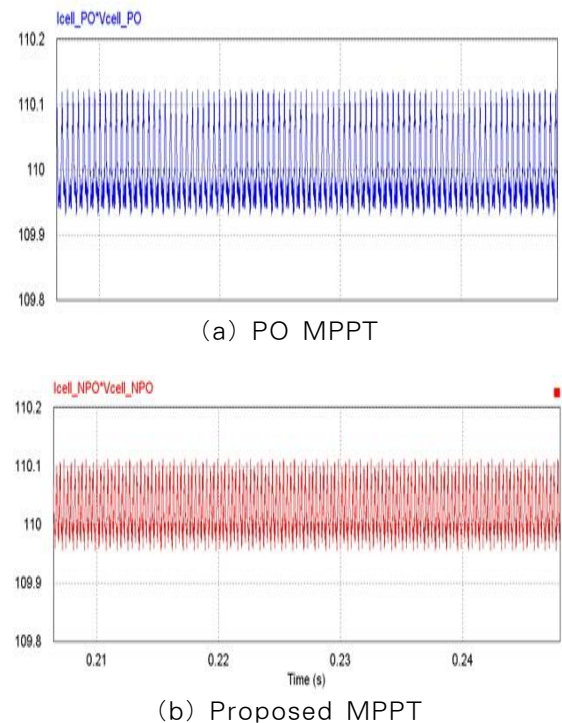 Icell_PO*Vcell_PO
110.2
110.1
110
109.9
109.8
(a) PO MPPT
Icell_NPO*Vcell_NPO
110.2
110.1
110
109.9
109.8
0.21 0.22 0.23 0.24
Time (s)
(b) Proposed MPPT